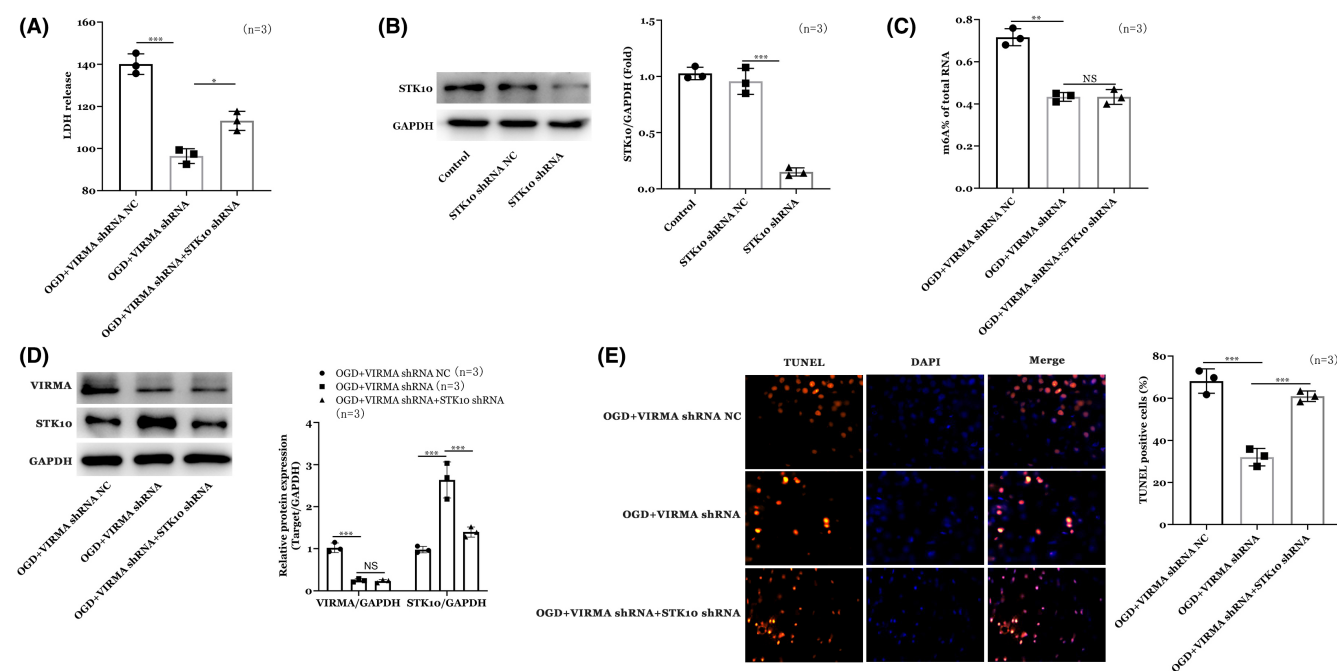 (A)
(n=3)
160
140
120
100
80
LDH release
***
*
OGD+VIRMA shRNA NC
OGD+VIRMA shRNA
OGD+VIRMA shRNA+STK10 shRNA
(B)
STK10
GAPDH
Control
STK10 shRNA NC
STK10 shRNA
(n=3)
1.5
1.0
0.5
0.0
STK10/GAPDH (Fold)
***
Control
STK10 shRNA NC
STK10 shRNA
(C)
(n=3)
0.8
0.6
0.4
0.2
0.0
m6A% of total RNA
**
NS
OGD+VIRMA shRNA NC
OGD+VIRMA shRNA
OGD+VIRMA shRNA+STK10 shRNA
(D)
VIRMA
STK10
GAPDH
OGD+VIRMA shRNA NC
OGD+VIRMA shRNA
OGD+VIRMA shRNA+STK10 shRNA
OGD+VIRMA shRNA NC (n=3)
OGD+VIRMA shRNA (n=3)
OGD+VIRMA shRNA+STK10 shRNA
(n=3)
4
3
2
1
0
Relative protein expression
(Target/GAPDH)
***
NS
***
***
VIRMA/GAPDH
STK10/GAPDH
(E)
TUNEL
DAPI
Merge
OGD+VIRMA shRNA NC
OGD+VIRMA shRNA
OGD+VIRMA shRNA+STK10 shRNA
(n=3)
80
60
40
20
0
TUNEL positive cells (%)
***
***
OGD+VIRMA shRNA NC
OGD+VIRMA shRNA
OGD+VIRMA shRNA+STK10 shRNA